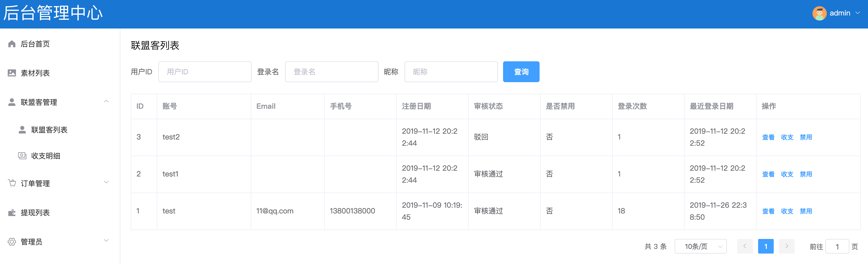 后台管理中心
admin
后台首页
素材列表
联盟客管理
联盟客列表
收支明细
订单管理
提现列表
管理员
联盟客列表
用户ID 用户ID 登录名 登录名 昵称 昵称 查询
ID 账号 Email 手机号 注册日期 审核状态 是否禁用 登录次数 最近登录日期 操作
3 test2 2019-11-12 20:22:44 驳回 否 1 2019-11-12 20:22:52 查看 收支 禁用
2 test1 2019-11-12 20:22:44 审核通过 否 1 2019-11-12 20:22:52 查看 收支 禁用
1 test 11@qq.com 13800138000 2019-11-09 10:19:45 审核通过 否 18 2019-11-26 22:38:50 查看 收支 禁用
共 3 条 10条/页 1 前往 1 页